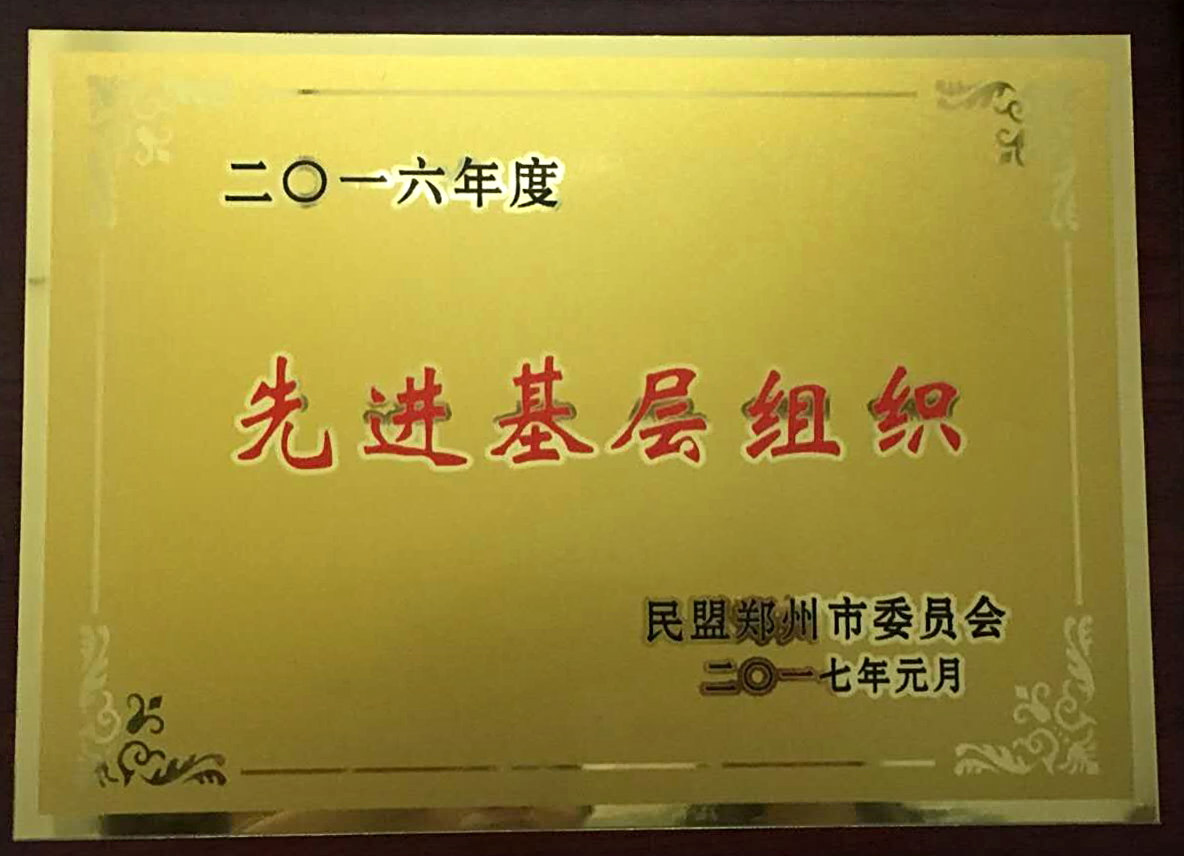 二〇一六年度
先进基层组织
民盟郑州市委员会
二〇一七年元月